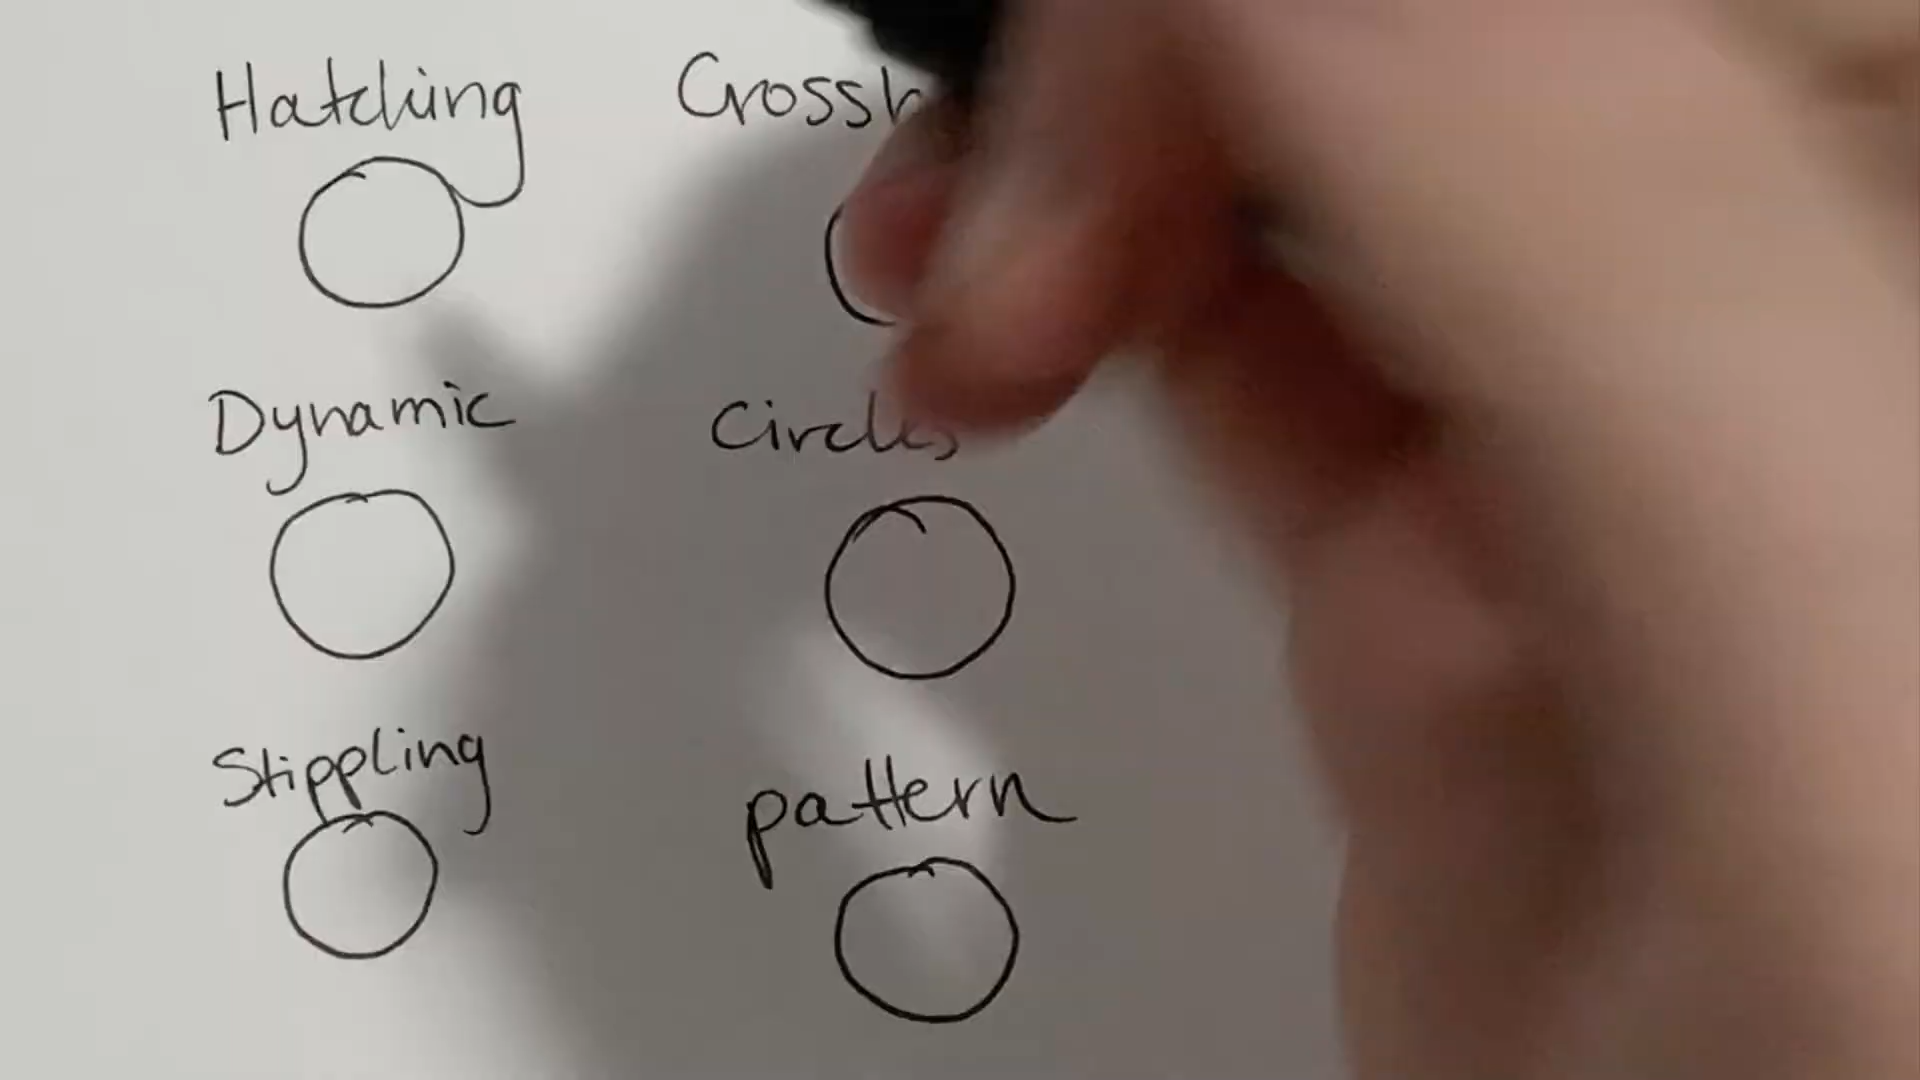 Hatching
Dynamic
Circles
Stippling
pattern